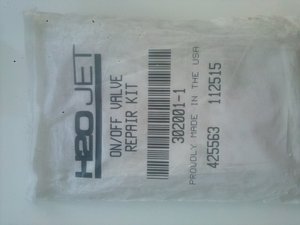 H2O JET
ON/OFF VALVE
REPAIR KIT
302001-1
PROUDLY MADE IN THE USA
425563 112515